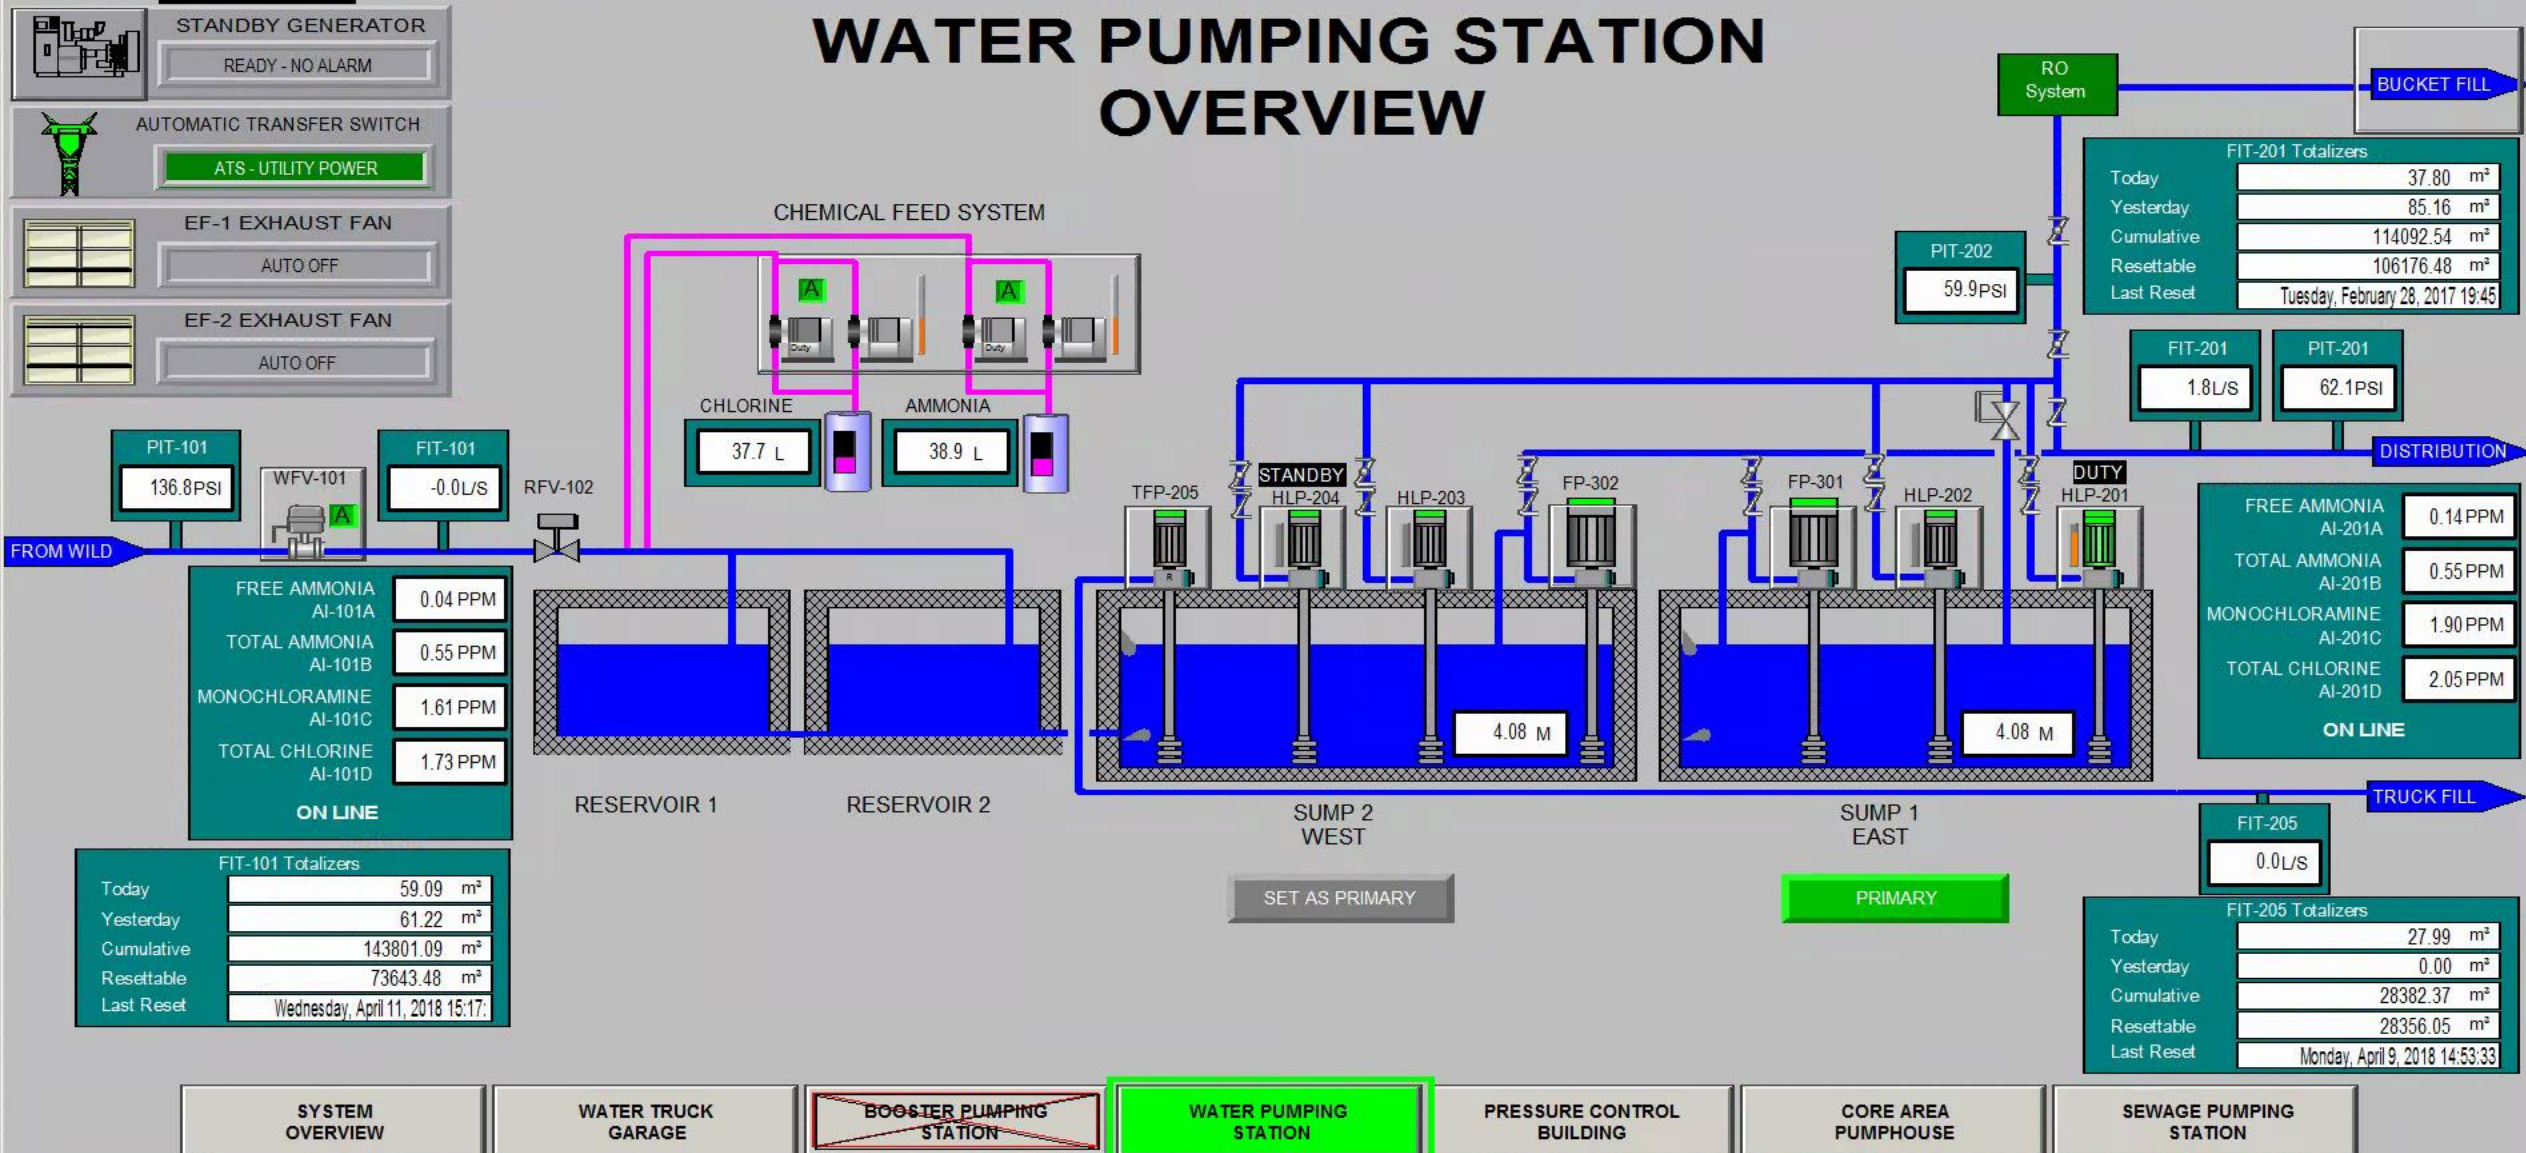 WATER PUMPING STATION
OVERVIEW
STANDBY GENERATOR
READY - NO ALARM
AUTOMATIC TRANSFER SWITCH
ATS - UTILITY POWER
EF-1 EXHAUST FAN
AUTO OFF
EF-2 EXHAUST FAN
AUTO OFF
CHEMICAL FEED SYSTEM
A
A
Duty
Duty
CHLORINE
37.7 L
AMMONIA
38.9 L
RO
System
BUCKET FILL
FIT-201 Totalizers
Today 37.80 m³
Yesterday 85.16 m³
Cumulative 114092.54 m³
Resettable 106176.48 m³
Last Reset Tuesday, February 28, 2017 19:45
PIT-202
59.9PSI
FIT-201
1.8L/S
PIT-201
62.1PSI
DISTRIBUTION
PIT-101
136.8PSI
WFV-101
A
FIT-101
-0.0L/S
RFV-102
FROM WILD
FREE AMMONIA
AI-101A
0.04 PPM
TOTAL AMMONIA
AI-101B
0.55 PPM
MONOCHLORAMINE
AI-101C
1.61 PPM
TOTAL CHLORINE
AI-101D
1.73 PPM
ON LINE
TFP-205
R
STANDBY
HLP-204
HLP-203
FP-302
FP-301
HLP-202
DUTY
HLP-201
4.08 M
4.08 M
FREE AMMONIA
AI-201A
0.14 PPM
TOTAL AMMONIA
AI-201B
0.55 PPM
MONOCHLORAMINE
AI-201C
1.90 PPM
TOTAL CHLORINE
AI-201D
2.05 PPM
ON LINE
RESERVOIR 1
RESERVOIR 2
SUMP 2
WEST
SUMP 1
EAST
TRUCK FILL
SET AS PRIMARY
PRIMARY
FIT-205
0.0L/S
FIT-101 Totalizers
Today 59.09 m³
Yesterday 61.22 m³
Cumulative 143801.09 m³
Resettable 73643.48 m³
Last Reset Wednesday, April 11, 2018 15:17:
FIT-205 Totalizers
Today 27.99 m³
Yesterday 0.00 m³
Cumulative 28382.37 m³
Resettable 28356.05 m³
Last Reset Monday, April 9, 2018 14:53:33
SYSTEM
OVERVIEW
WATER TRUCK
GARAGE
BOOSTER PUMPING
STATION
WATER PUMPING
STATION
PRESSURE CONTROL
BUILDING
CORE AREA
PUMPHOUSE
SEWAGE PUMPING
STATION